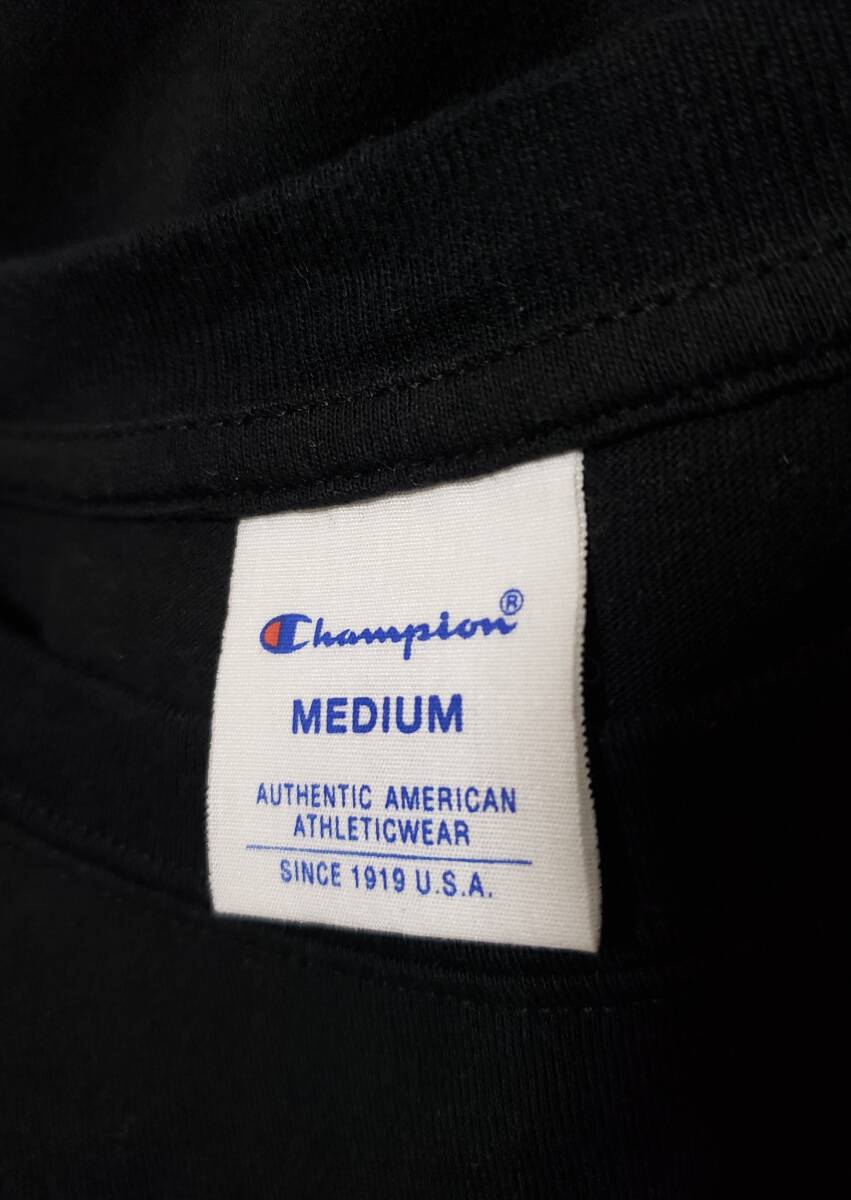 Champion®
MEDIUM
AUTHENTIC AMERICAN
ATHLETICWEAR
SINCE 1919 U.S.A.